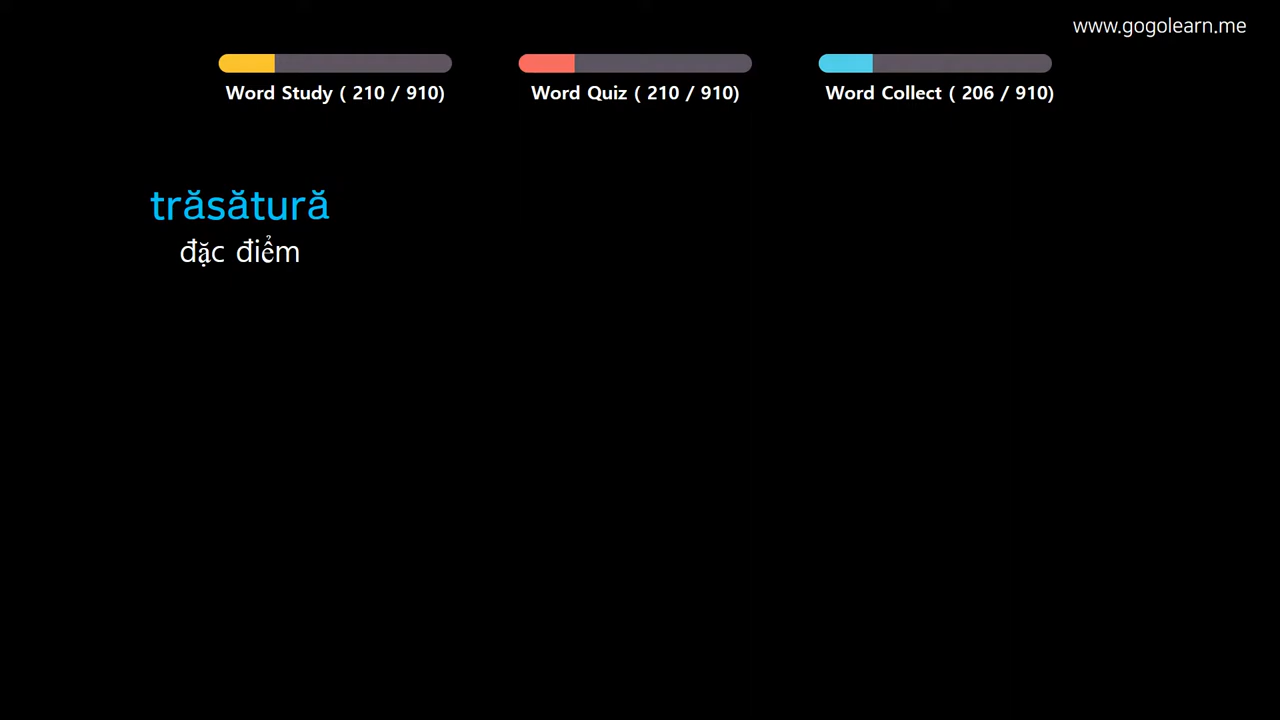 www.gogolearn.me
Word Study ( 210 / 910)
Word Quiz ( 210 / 910)
Word Collect ( 206 / 910)
trăsătură
đặc điểm